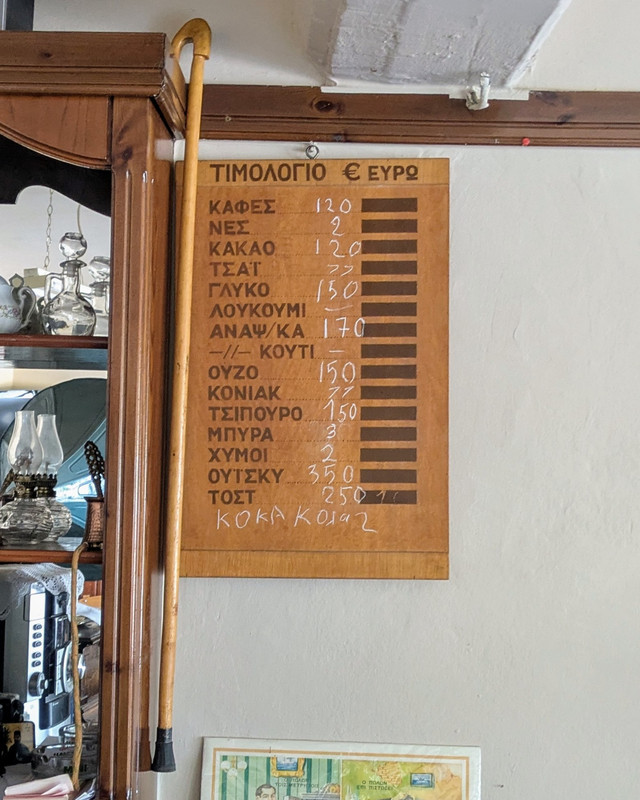 ΤΙΜΟΛΟΓΙΟ € ΕΥΡΩ
ΚΑΦΕΣ 120
ΝΕΣ 2
ΚΑΚΑΟ 120
ΤΣΑΪ 〃
ΓΛΥΚΟ 150
ΛΟΥΚΟΥΜΙ —
ΑΝΑΨ/ΚΑ 170
—//— ΚΟΥΤΙ —
ΟΥΖΟ 150
ΚΟΝΙΑΚ 〃
ΤΣΙΠΟΥΡΟ 150
ΜΠΥΡΑ 3
ΧΥΜΟΙ 2
ΟΥΙΣΚΥ 350
ΤΟΣΤ 250
ΚΟΚΑ ΚΟΛα 2